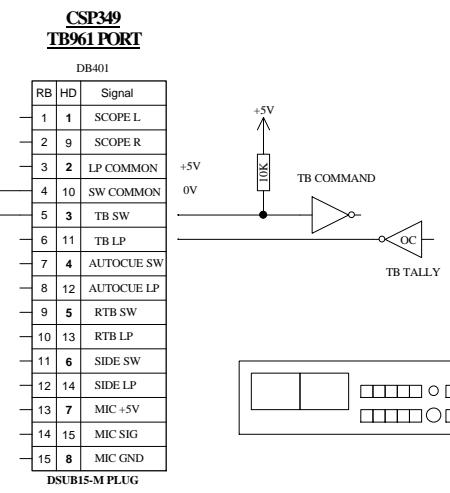 CSP349
TB961 PORT
DB401
RB HD Signal
1 1 SCOPE L
2 9 SCOPE R
3 2 LP COMMON +5V
4 10 SW COMMON 0V
5 3 TB SW
6 11 TB LP
7 4 AUTOCUE SW
8 12 AUTOCUE LP
9 5 RTB SW
10 13 RTB LP
11 6 SIDE SW
12 14 SIDE LP
13 7 MIC +5V
14 15 MIC SIG
15 8 MIC GND
DSUB15-M PLUG
+5V
10K
TB COMMAND
OC
TB TALLY